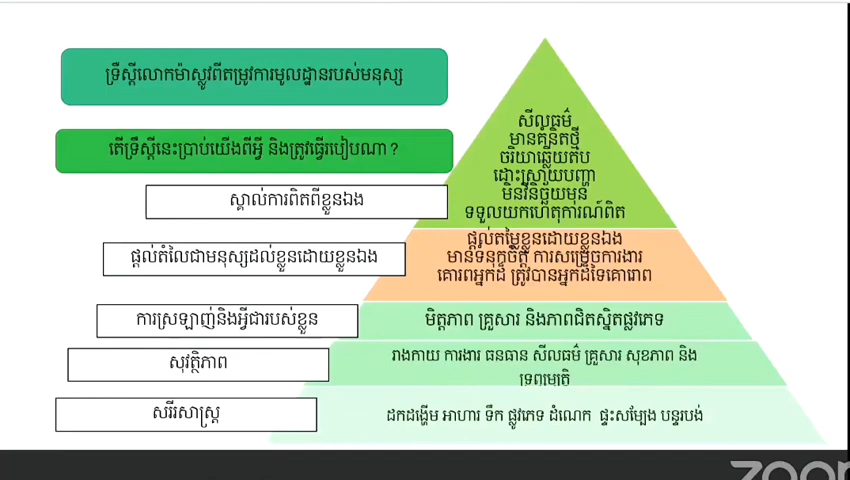 ទ្រឹស្តីលោកម៉ាស្លូវពីតម្រូវការមូលដ្ឋានរបស់មនុស្ស
តើទ្រឹស្តីនេះប្រាប់យើងពីអ្វី និងត្រូវធ្វើរបៀបណា ?
ស្គាល់ការពិតពីខ្លួនឯង
សីលធម៌
មានគំនិតថ្មី
ចរិយាឆ្លើយតប
ដោះស្រាយបញ្ហា
មិនវិនិច្ឆ័យមុន
ទទួលយកហេតុការណ៍ពិត
ផ្តល់តំលៃជាមនុស្សដល់ខ្លួនដោយខ្លួនឯង
ផ្តល់តម្លៃខ្លួនដោយខ្លួនឯង
មានទំនុកចិត្ត ការសម្រេចការងារ
គោរពអ្នកដ៏ ត្រូវបានអ្នកដ៏ទៃគោរោព
ការស្រឡាញ់និងអ្វីជារបស់ខ្លួន
មិត្តភាព គ្រួសារ និងភាពជិតស្និតផ្លូវភេទ
សុវត្ថិភាព
រាងកាយ ការងារ ធនធាន សីលធម៌ គ្រួសារ សុខភាព និង
ទ្រព្យម្បត្តិ
សរីរសាស្ត្រ
ដកដង្ហើម អាហារ ទឹក ផ្លូវភេទ ដំណេក ផ្ទះសម្បែង បន្ទរបង់
zoom